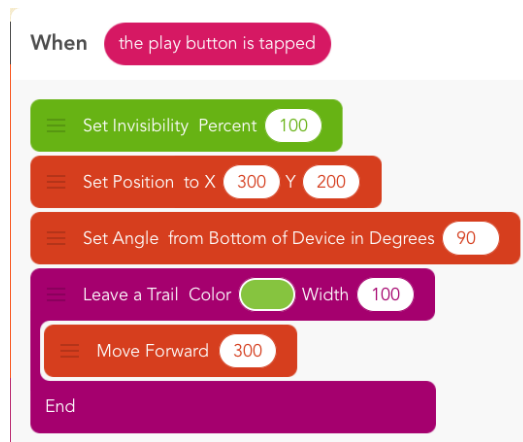 When the play button is tapped
Set Invisibility Percent 100
Set Position to X 300 Y 200
Set Angle from Bottom of Device in Degrees 90
Leave a Trail Color Width 100
Move Forward 300
End